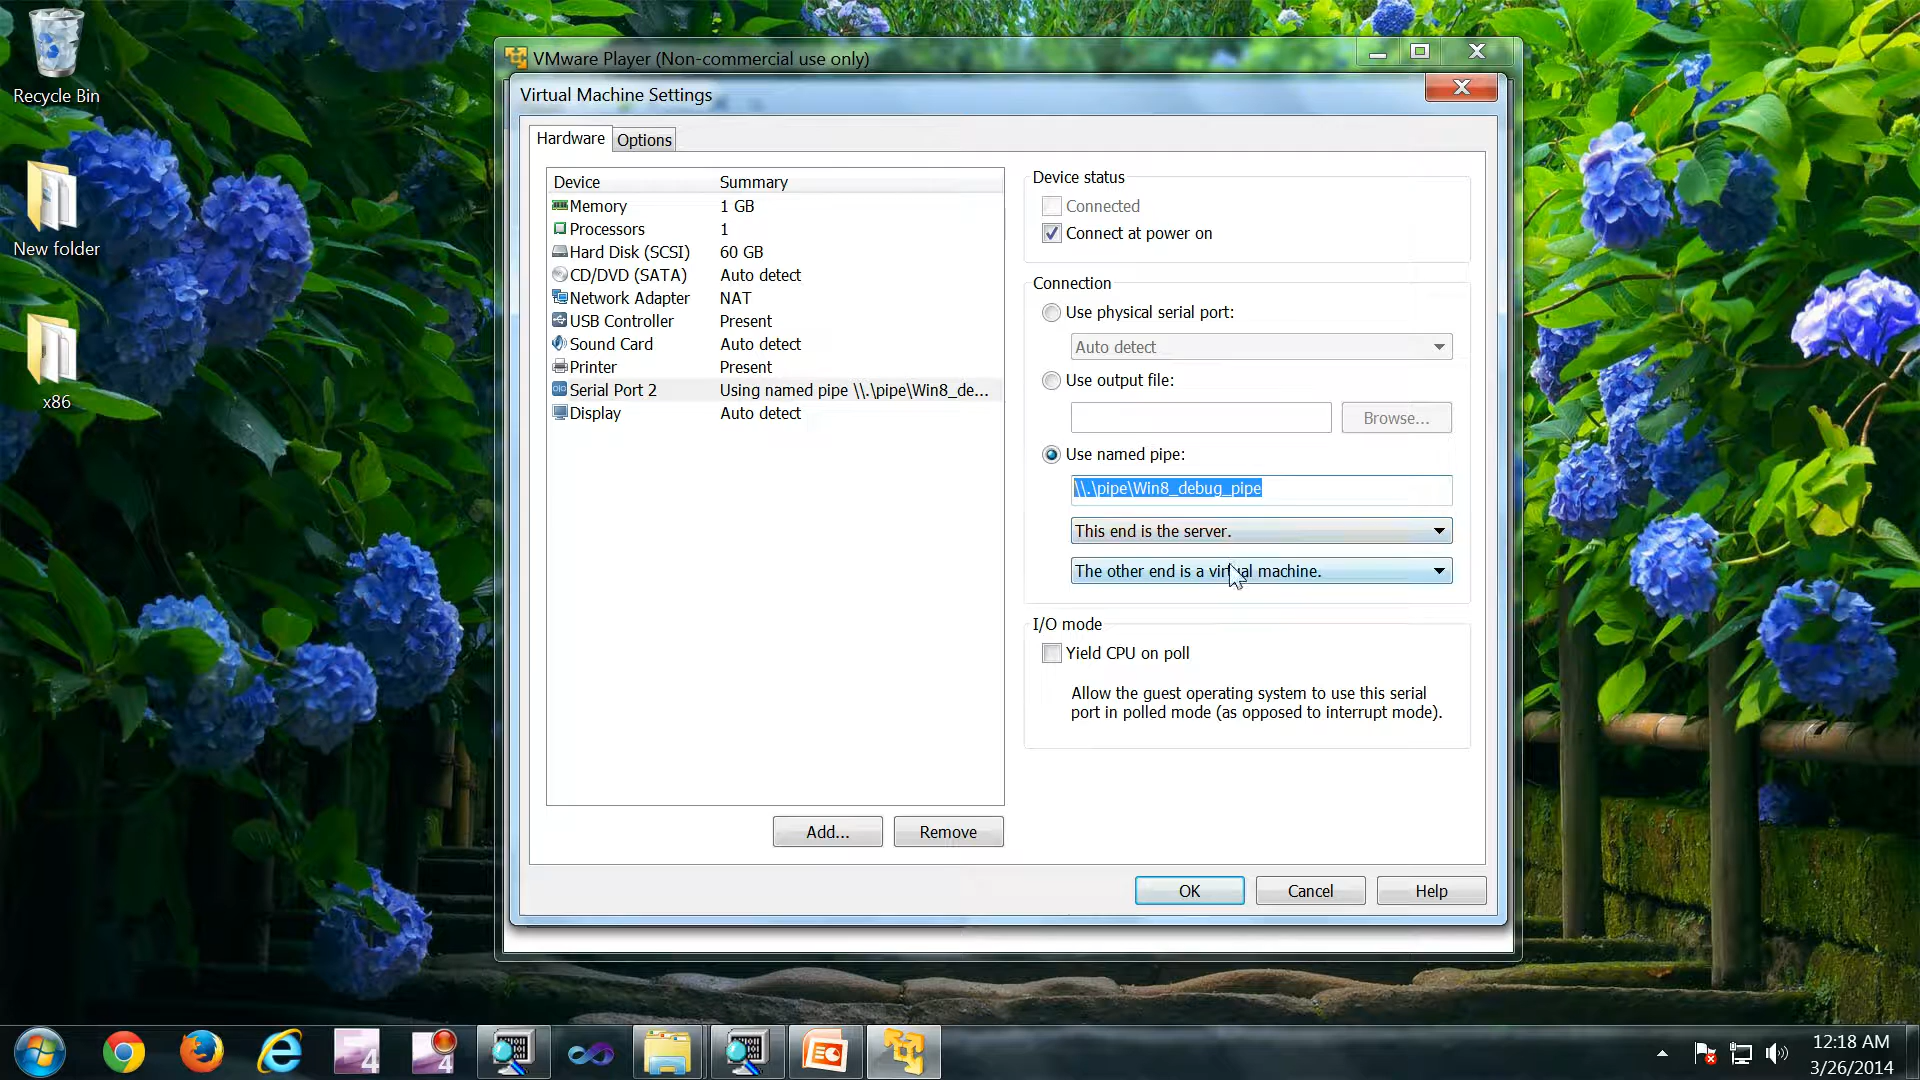 Recycle Bin
New folder
x86
VMware Player (Non-commercial use only)
Virtual Machine Settings
Hardware
Options
Device Summary
Memory 1 GB
Processors 1
Hard Disk (SCSI) 60 GB
CD/DVD (SATA) Auto detect
Network Adapter NAT
USB Controller Present
Sound Card Auto detect
Printer Present
Serial Port 2 Using named pipe \\.\pipe\Win8_de...
Display Auto detect
Add...
Remove
Device status
Connected
Connect at power on
Connection
Use physical serial port:
Auto detect
Use output file:
Browse...
Use named pipe:
\\.\pipe\Win8_debug_pipe
This end is the server.
The other end is a virtual machine.
I/O mode
Yield CPU on poll
Allow the guest operating system to use this serial
port in polled mode (as opposed to interrupt mode).
OK
Cancel
Help
4
4
12:18 AM
3/26/2014